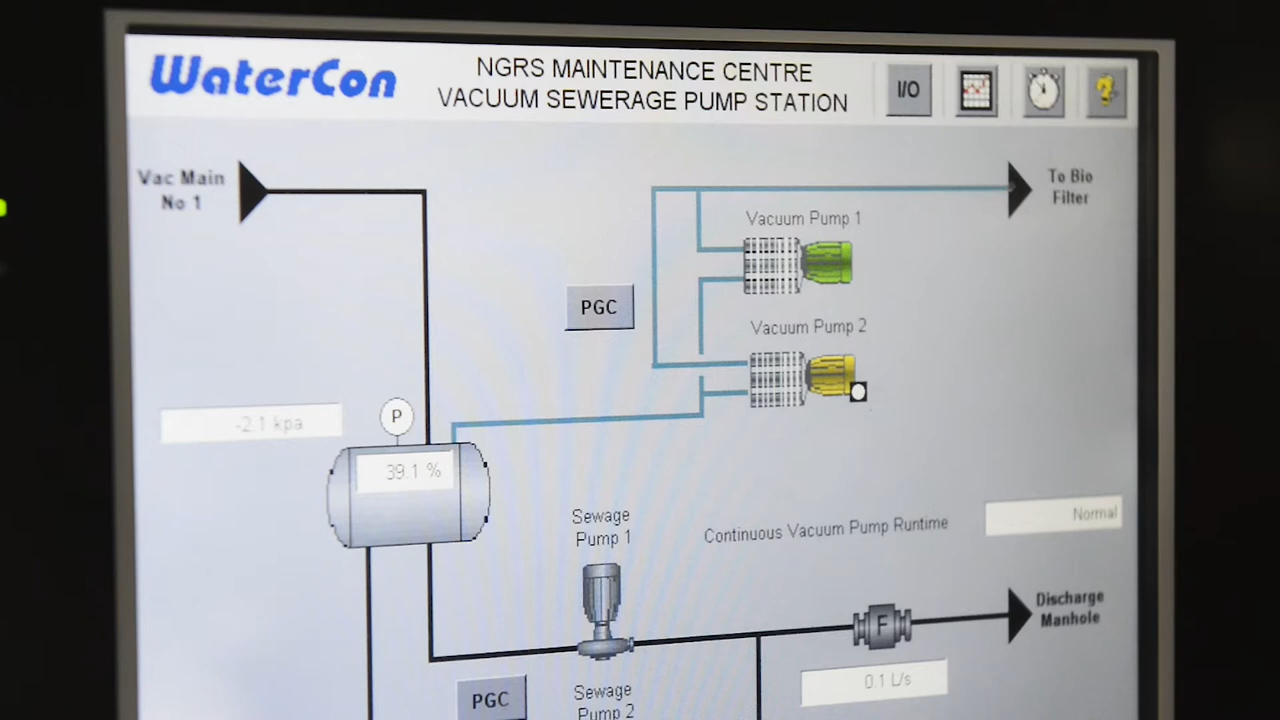 WaterCon
NGRS MAINTENANCE CENTRE
VACUUM SEWERAGE PUMP STATION
I/O
?
Vac Main
No 1
To Bio
Filter
Vacuum Pump 1
PGC
Vacuum Pump 2
P
-2.1 kpa
39.1 %
Sewage
Pump 1
Continuous Vacuum Pump Runtime
Normal
Discharge
Manhole
F
0.1 L/s
PGC
Sewage
Pump 2